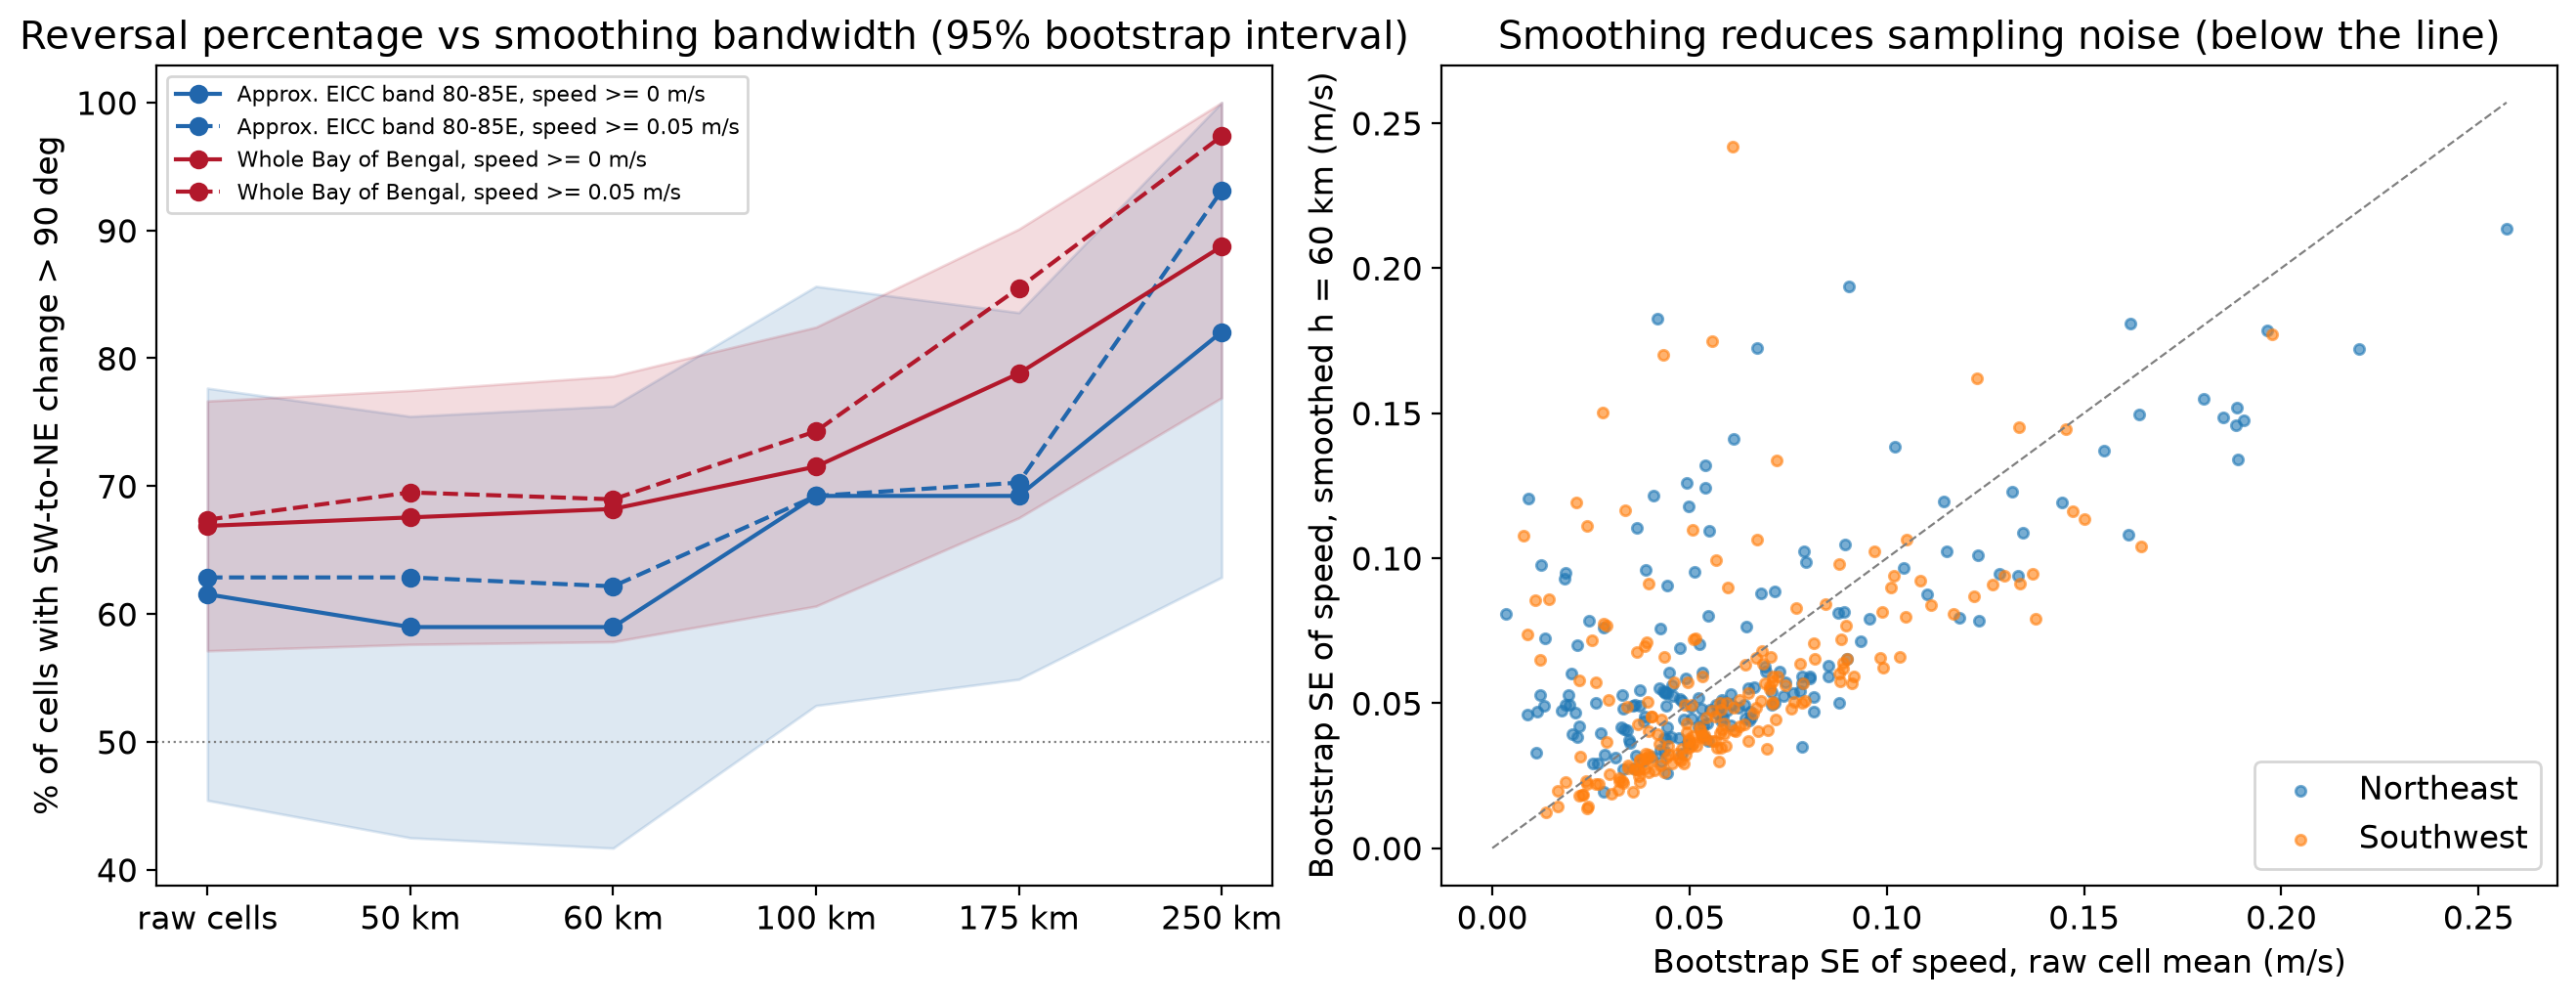 Reversal percentage vs smoothing bandwidth (95% bootstrap interval)
% of cells with SW-to-NE change > 90 deg
100
90
80
70
60
50
40
Approx. EICC band 80-85E, speed >= 0 m/s
Approx. EICC band 80-85E, speed >= 0.05 m/s
Whole Bay of Bengal, speed >= 0 m/s
Whole Bay of Bengal, speed >= 0.05 m/s
raw cells
50 km
60 km
100 km
175 km
250 km
Smoothing reduces sampling noise (below the line)
Bootstrap SE of speed, smoothed h = 60 km (m/s)
0.25
0.20
0.15
0.10
0.05
0.00
Northeast
Southwest
0.00
0.05
0.10
0.15
0.20
0.25
Bootstrap SE of speed, raw cell mean (m/s)